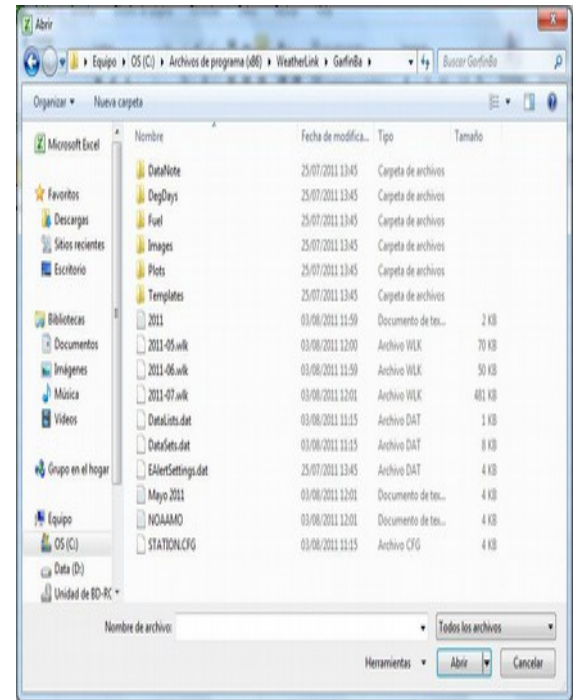 Abrir
Equipo ▸ OS (C:) ▸ Archivos de programa (x86) ▸ WeatherLink ▸ GarfinBa ▸
Buscar GarfinBa
Organizar ▾ Nueva carpeta
Microsoft Excel
Favoritos
Descargas
Sitios recientes
Escritorio
Bibliotecas
Documentos
Imágenes
Música
Vídeos
Grupo en el hogar
Equipo
OS (C:)
Data (D:)
Unidad de BD-RC
Nombre Fecha de modifica... Tipo Tamaño
DataNote 25/07/2011 13:45 Carpeta de archivos
DegDays 25/07/2011 13:45 Carpeta de archivos
Fuel 25/07/2011 13:45 Carpeta de archivos
Images 25/07/2011 13:45 Carpeta de archivos
Plots 25/07/2011 13:45 Carpeta de archivos
Templates 25/07/2011 13:45 Carpeta de archivos
2011 03/08/2011 11:59 Documento de tex... 2 KB
2011-05.wlk 03/08/2011 12:00 Archivo WLK 70 KB
2011-06.wlk 03/08/2011 11:59 Archivo WLK 50 KB
2011-07.wlk 03/08/2011 12:01 Archivo WLK 481 KB
DataLists.dat 03/08/2011 11:15 Archivo DAT 1 KB
DataSets.dat 03/08/2011 11:15 Archivo DAT 8 KB
EAlertSettings.dat 25/07/2011 13:45 Archivo DAT 4 KB
Mayo 2011 03/08/2011 12:01 Documento de tex... 4 KB
NOAAMO 03/08/2011 12:01 Documento de tex... 4 KB
STATION.CFG 03/08/2011 11:15 Archivo CFG 4 KB
Nombre de archivo: Todos los archivos
Herramientas ▾ Abrir Cancelar